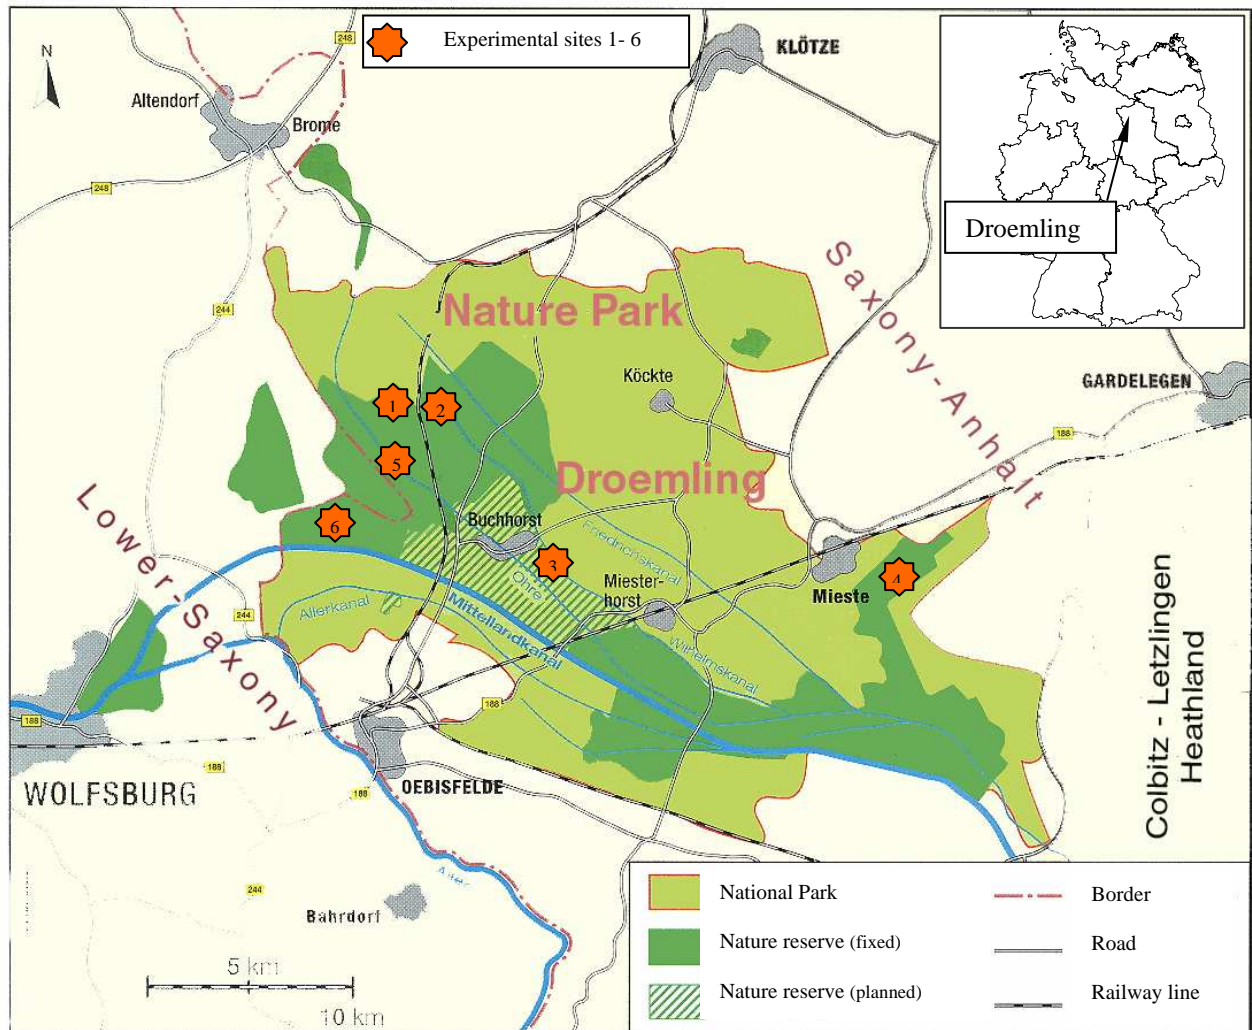 Experimental sites 1- 6
N
248
KLÖTZE
Altendorf
Brome
248
Droemling
244
Nature Park
Saxony-Anhalt
Köckte
GARDELEGEN
188
1
2
5
6
3
4
Droemling
Lower-Saxony
Buchhorst
Friedrichskanal
Ohre
Miester-
horst
Mieste
Allerkanal
244
Mittellandkanal
Wilhelmskanal
188
188
188
188
WOLFSBURG
OEBISFELDE
Colbitz - Letzlingen
Heathland
244
Bahrdorf
5 km
10 km
National Park
Nature reserve (fixed)
Nature reserve (planned)
Border
Road
Railway line